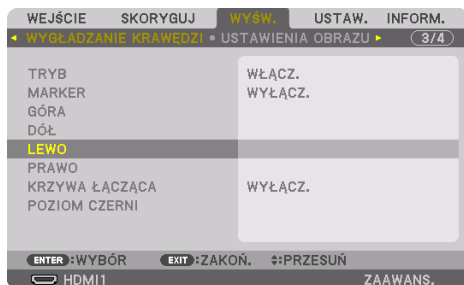 WEJŚCIE SKORYGUJ WYŚW. USTAW. INFORM.
WYGŁADZANIE KRAWĘDZI • USTAWIENIA OBRAZU 3/4
TRYB WŁĄCZ.
MARKER WYŁĄCZ.
GÓRA
DÓŁ
LEWO
PRAWO
KRZYWA ŁĄCZĄCA WYŁĄCZ.
POZIOM CZERNI
ENTER:WYBÓR EXIT:ZAKOŃ. :PRZESUŃ
HDMI1 ZAAWANS.